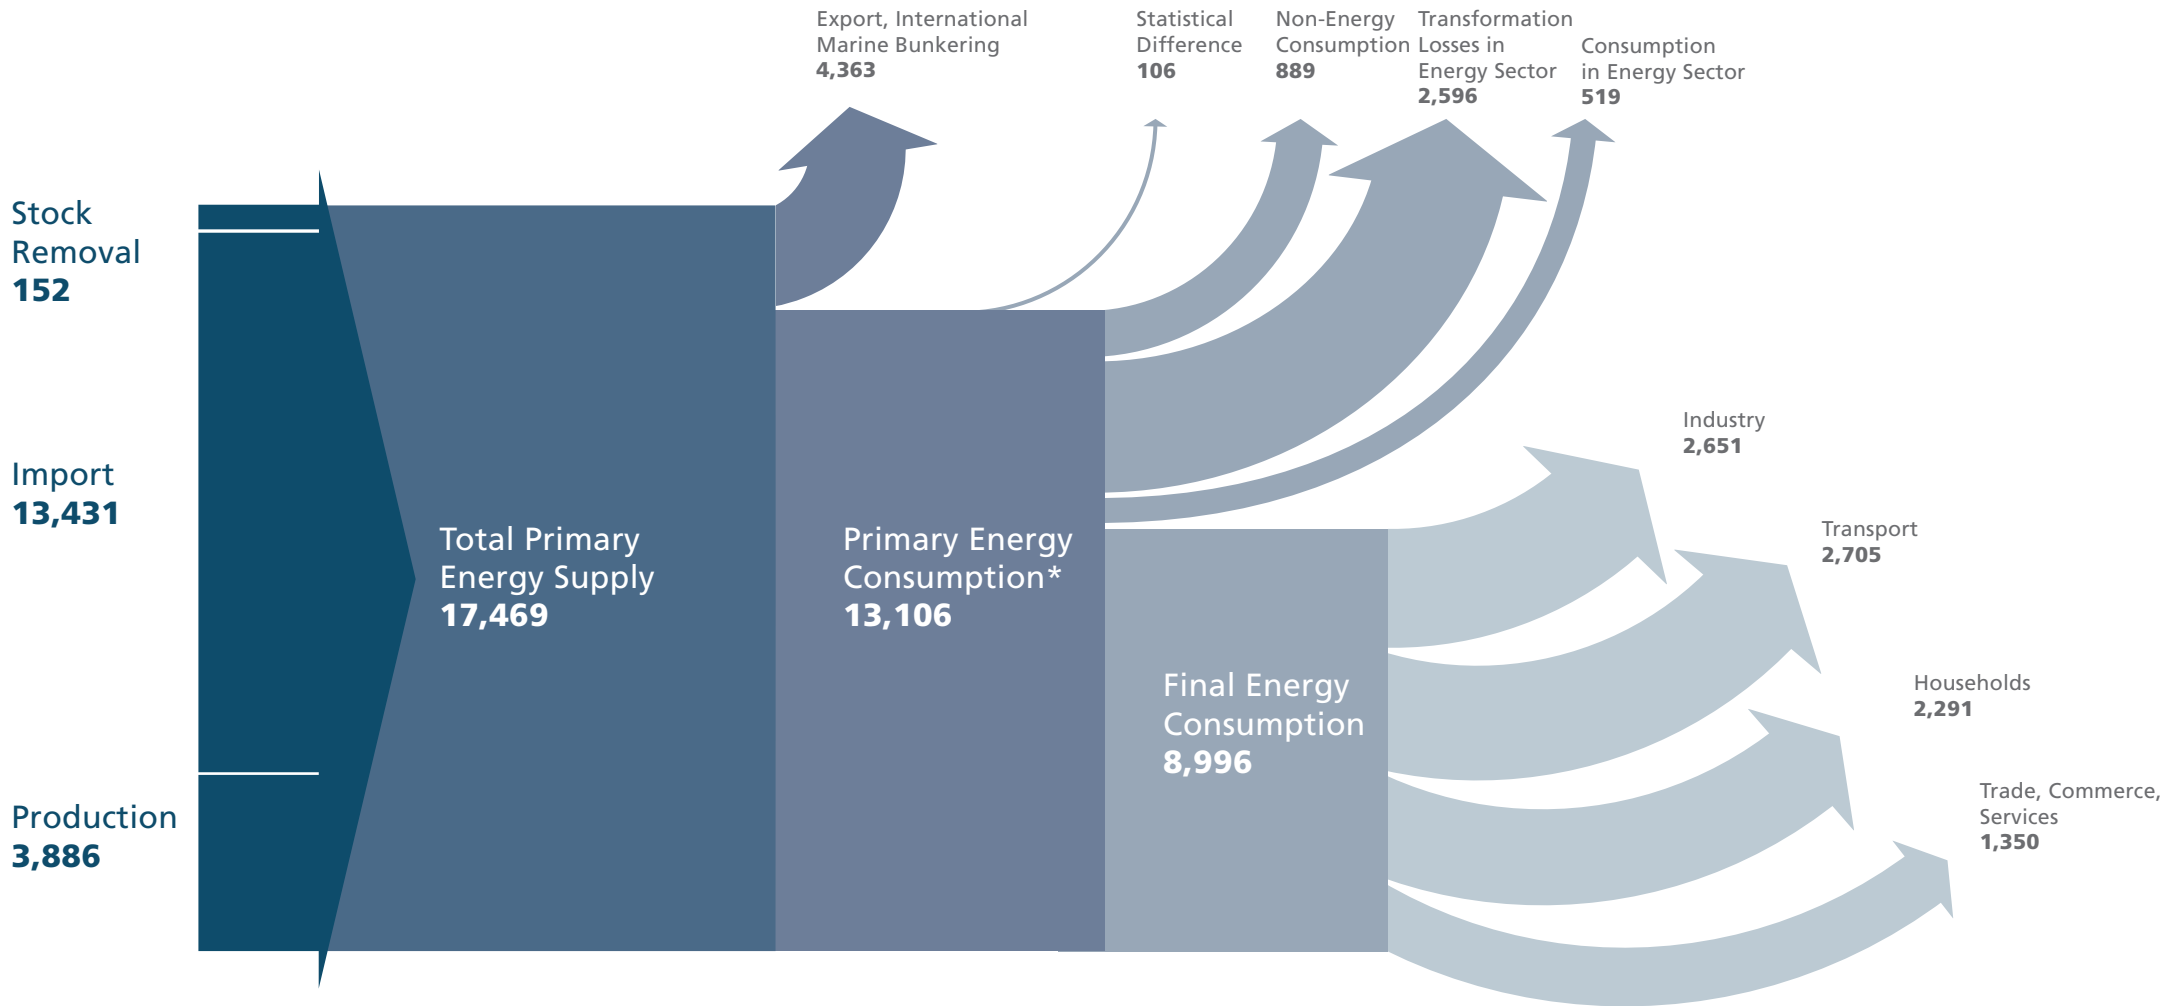 Export, International
Marine Bunkering
4,363
Statistical
Difference
106
Non-Energy
Consumption
889
Transformation
Losses in
Energy Sector
2,596
Consumption
in Energy Sector
519
Stock
Removal
152
Import
13,431
Production
3,886
Total Primary
Energy Supply
17,469
Primary Energy
Consumption*
13,106
Final Energy
Consumption
8,996
Industry
2,651
Transport
2,705
Households
2,291
Trade, Commerce,
Services
1,350